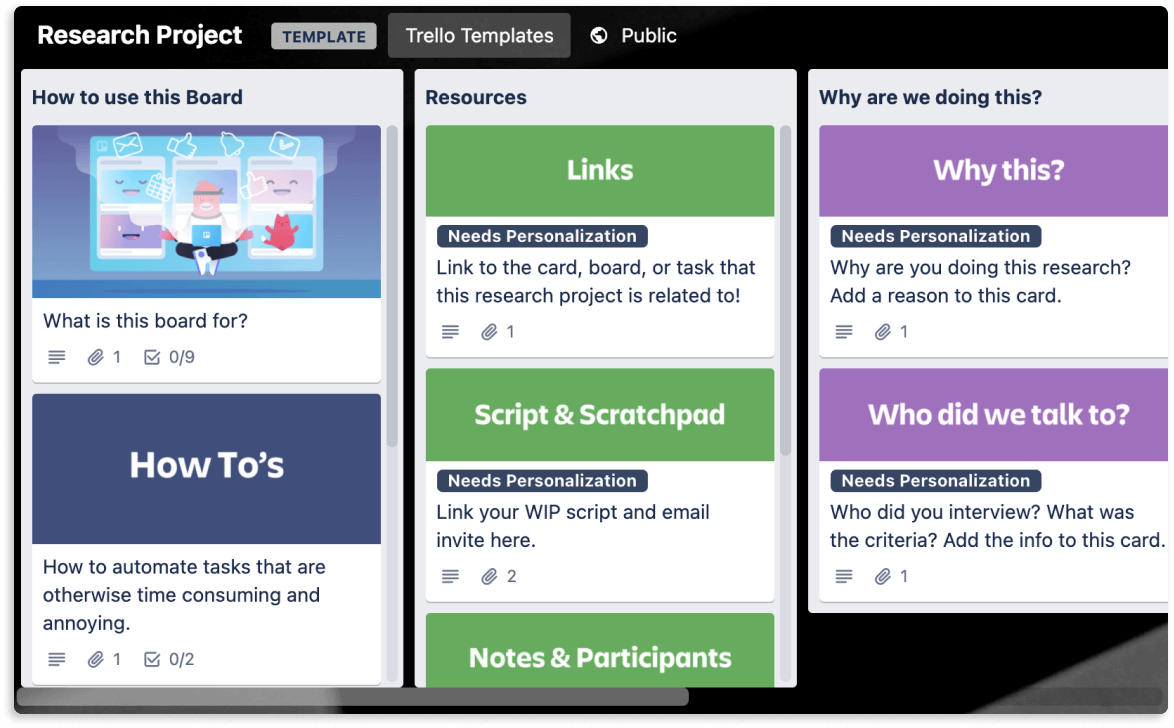 Research Project
TEMPLATE
Trello Templates
Public
How to use this Board
What is this board for?
1
0/9
How To's
How to automate tasks that are
otherwise time consuming and
annoying.
1
0/2
Resources
Links
Needs Personalization
Link to the card, board, or task that
this research project is related to!
1
Script & Scratchpad
Needs Personalization
Link your WIP script and email
invite here.
2
Notes & Participants
Why are we doing this?
Why this?
Needs Personalization
Why are you doing this research?
Add a reason to this card.
1
Who did we talk to?
Needs Personalization
Who did you interview? What was
the criteria? Add the info to this card.
1